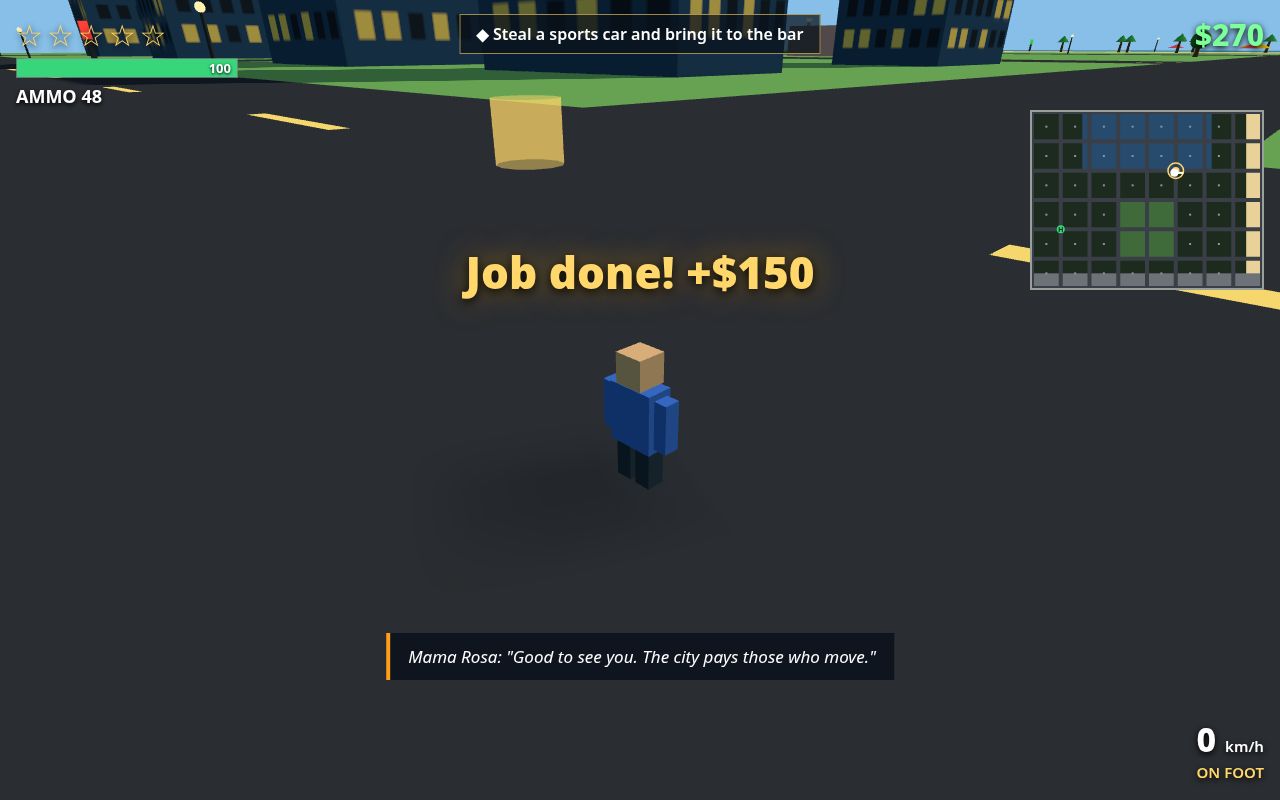 ◆ Steal a sports car and bring it to the bar
$270
100
AMMO 48
H
Job done! +$150
Mama Rosa: "Good to see you. The city pays those who move."
0 km/h
ON FOOT